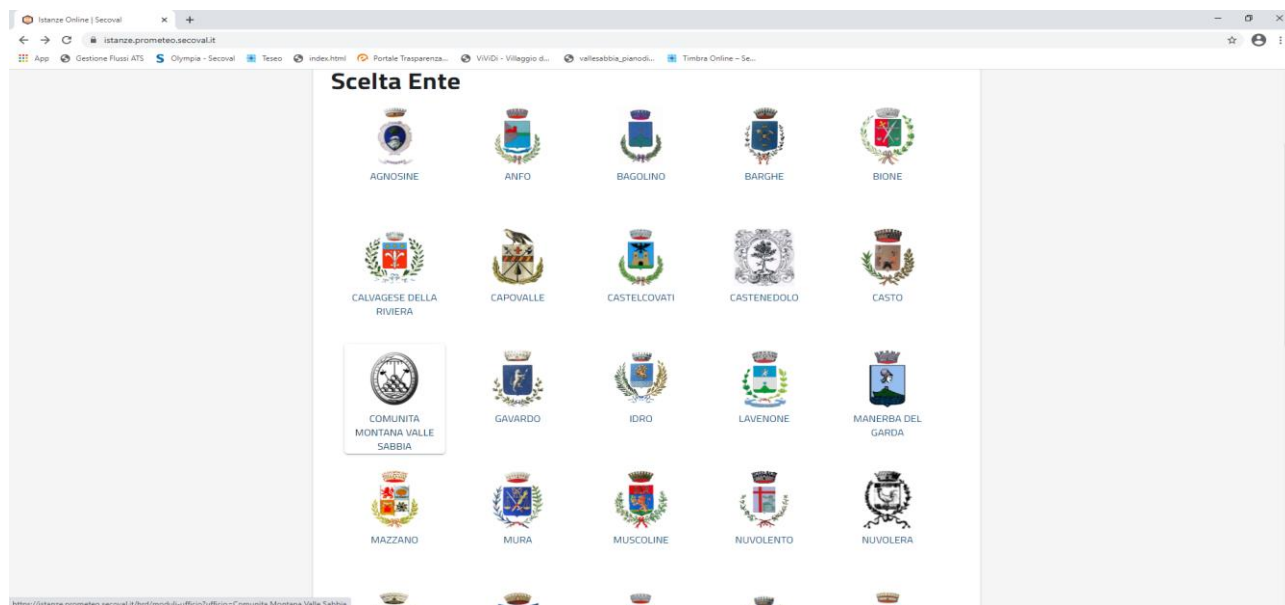 Istanze Online | Secoval
istanze.prometeo.secoval.it
App Gestione Flussi ATS Olympia - Secoval Teseo index.html Portale Trasparenza... ViViDi - Villaggio d... vallesabbia_pianodi... Timbra Online – Se...
Scelta Ente
AGNOSINE ANFO BAGOLINO BARGHE BIONE
CALVAGESE DELLA RIVIERA CAPOVALLE CASTELCOVATI CASTENEDOLO CASTO
COMUNITA MONTANA VALLE SABBIA GAVARDO IDRO LAVENONE MANERBA DEL GARDA
MAZZANO MURA MUSCOLINE NUVOLENTO NUVOLERA